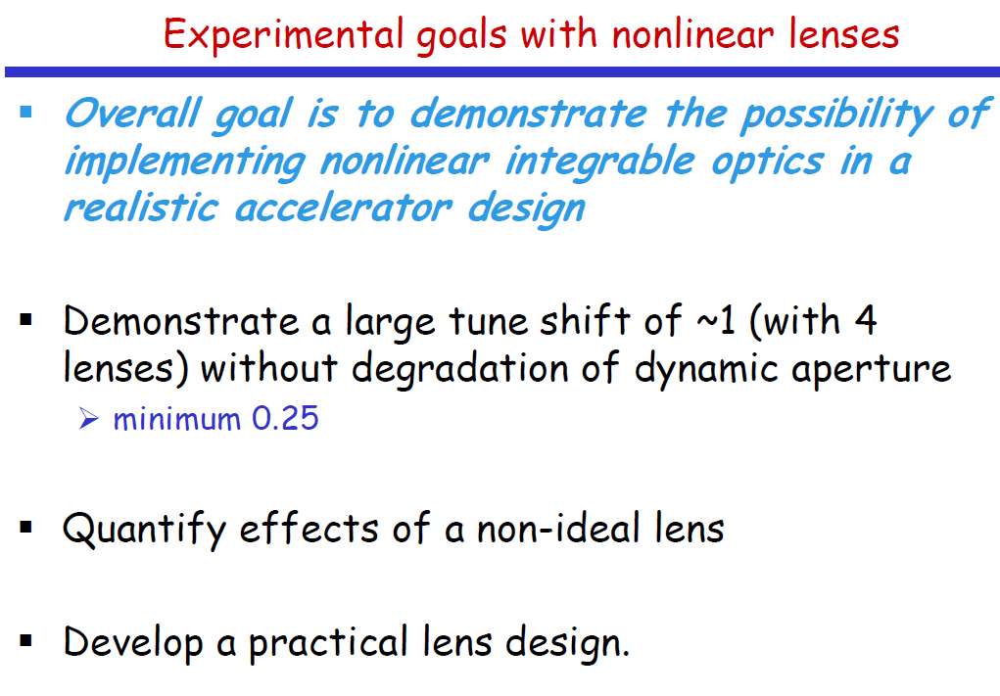 Experimental goals with nonlinear lenses
▪ Overall goal is to demonstrate the possibility of
implementing nonlinear integrable optics in a
realistic accelerator design
▪ Demonstrate a large tune shift of ~1 (with 4
lenses) without degradation of dynamic aperture
➢ minimum 0.25
▪ Quantify effects of a non-ideal lens
▪ Develop a practical lens design.